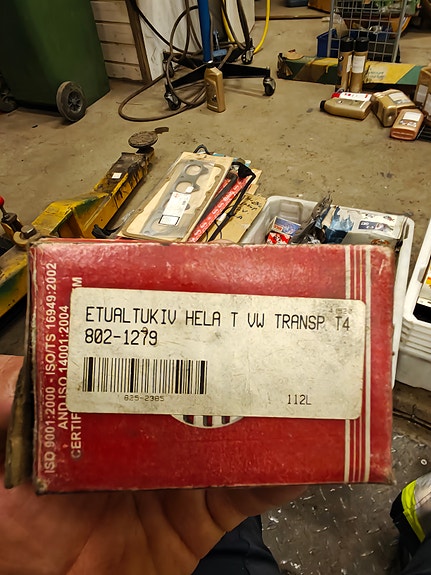 ETUALTUKIV HELA T VW TRANSP T4
802-1279
825-2385
112L
ISO 9001:2000 - ISO/TS 16949:2002
AND ISO 14001:2004